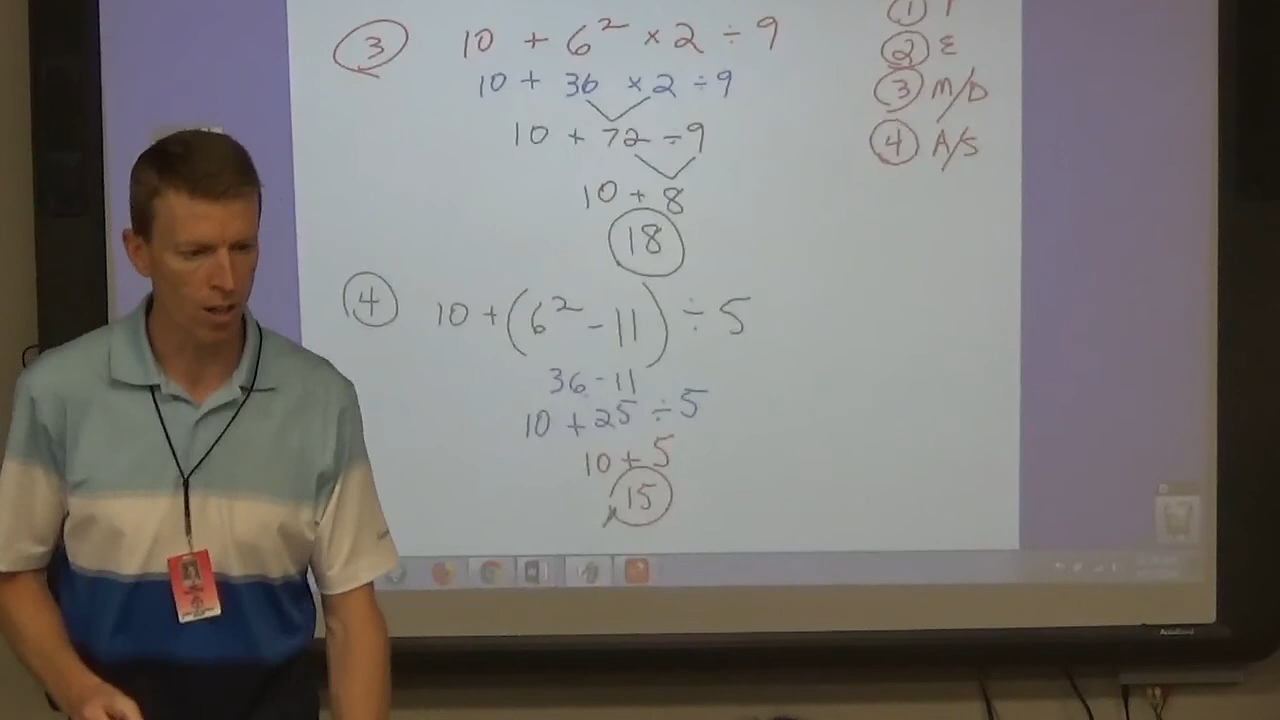 3 10 + 6² × 2 ÷ 9
10 + 36 × 2 ÷ 9
10 + 72 ÷ 9
10 + 8
18
4 10 + (6² - 11) ÷ 5
36 - 11
10 + 25 ÷ 5
10 + 5
15
1 P
2 E
3 M/D
4 A/S